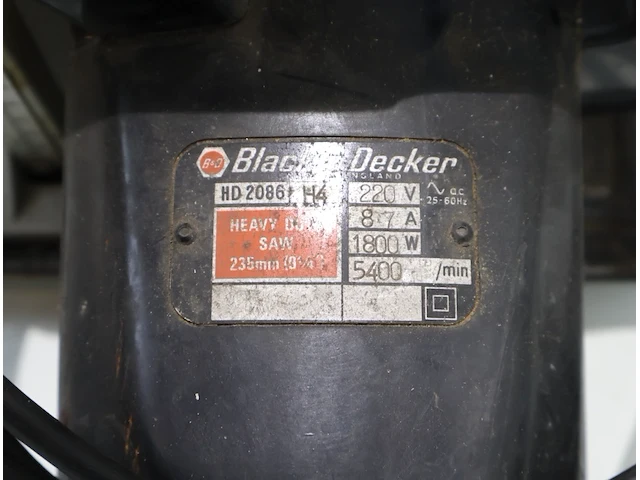 B&D Black & Decker
ENGLAND
HD 2086 H4
220 V
a.c.
25-60Hz
8.7 A
HEAVY DUTY
SAW
235mm (9¼")
1800 W
5400 /min